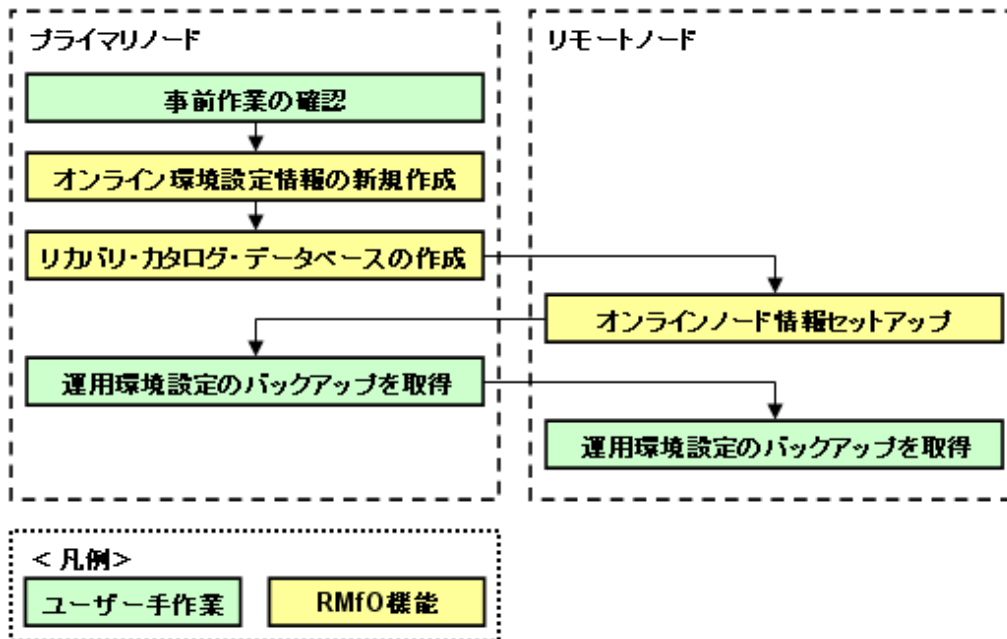 プライマリノード
リモートノード
事前作業の確認
オンライン環境設定情報の新規作成
リカバリ・カタログ・データベースの作成
オンラインノード情報セットアップ
運用環境設定のバックアップを取得
運用環境設定のバックアップを取得
＜凡例＞
ユーザー手作業
RMfO機能